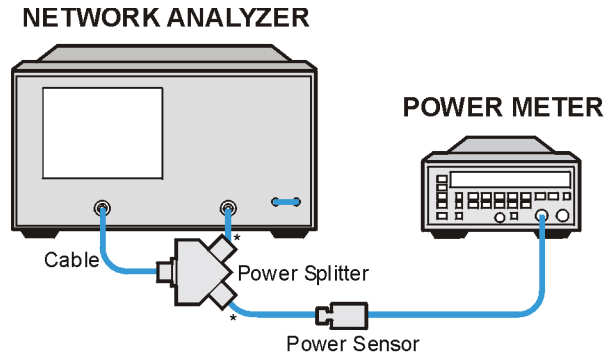 NETWORK ANALYZER
POWER METER
Cable
*
Power Splitter
*
Power Sensor